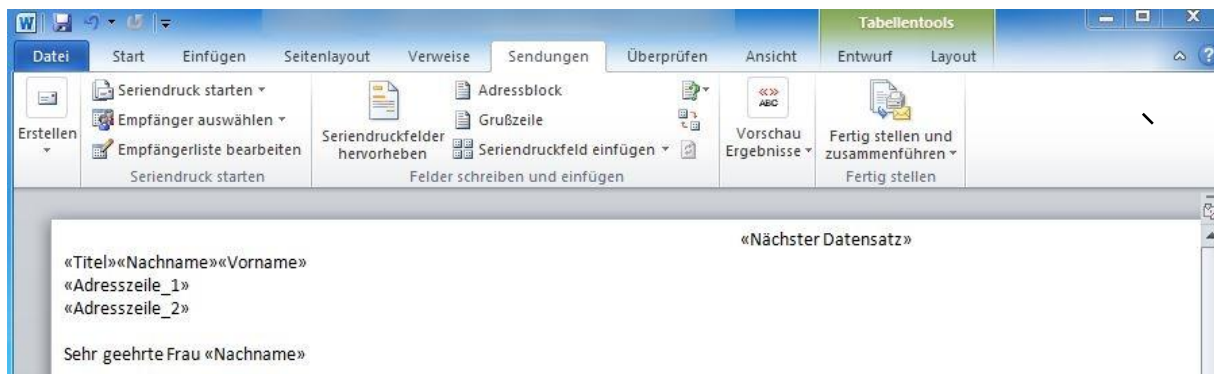 W
Tabellentools
Datei Start Einfügen Seitenlayout Verweise Sendungen Überprüfen Ansicht Entwurf Layout
Erstellen
Seriendruck starten
Empfänger auswählen
Empfängerliste bearbeiten
Seriendruck starten
Seriendruckfelder
hervorheben
Adressblock
Grußzeile
Seriendruckfeld einfügen
Felder schreiben und einfügen
«»
ABC
Vorschau
Ergebnisse
Fertig stellen und
zusammenführen
Fertig stellen
«Nächster Datensatz»
«Titel»«Nachname»«Vorname»
«Adresszeile_1»
«Adresszeile_2»
Sehr geehrte Frau «Nachname»